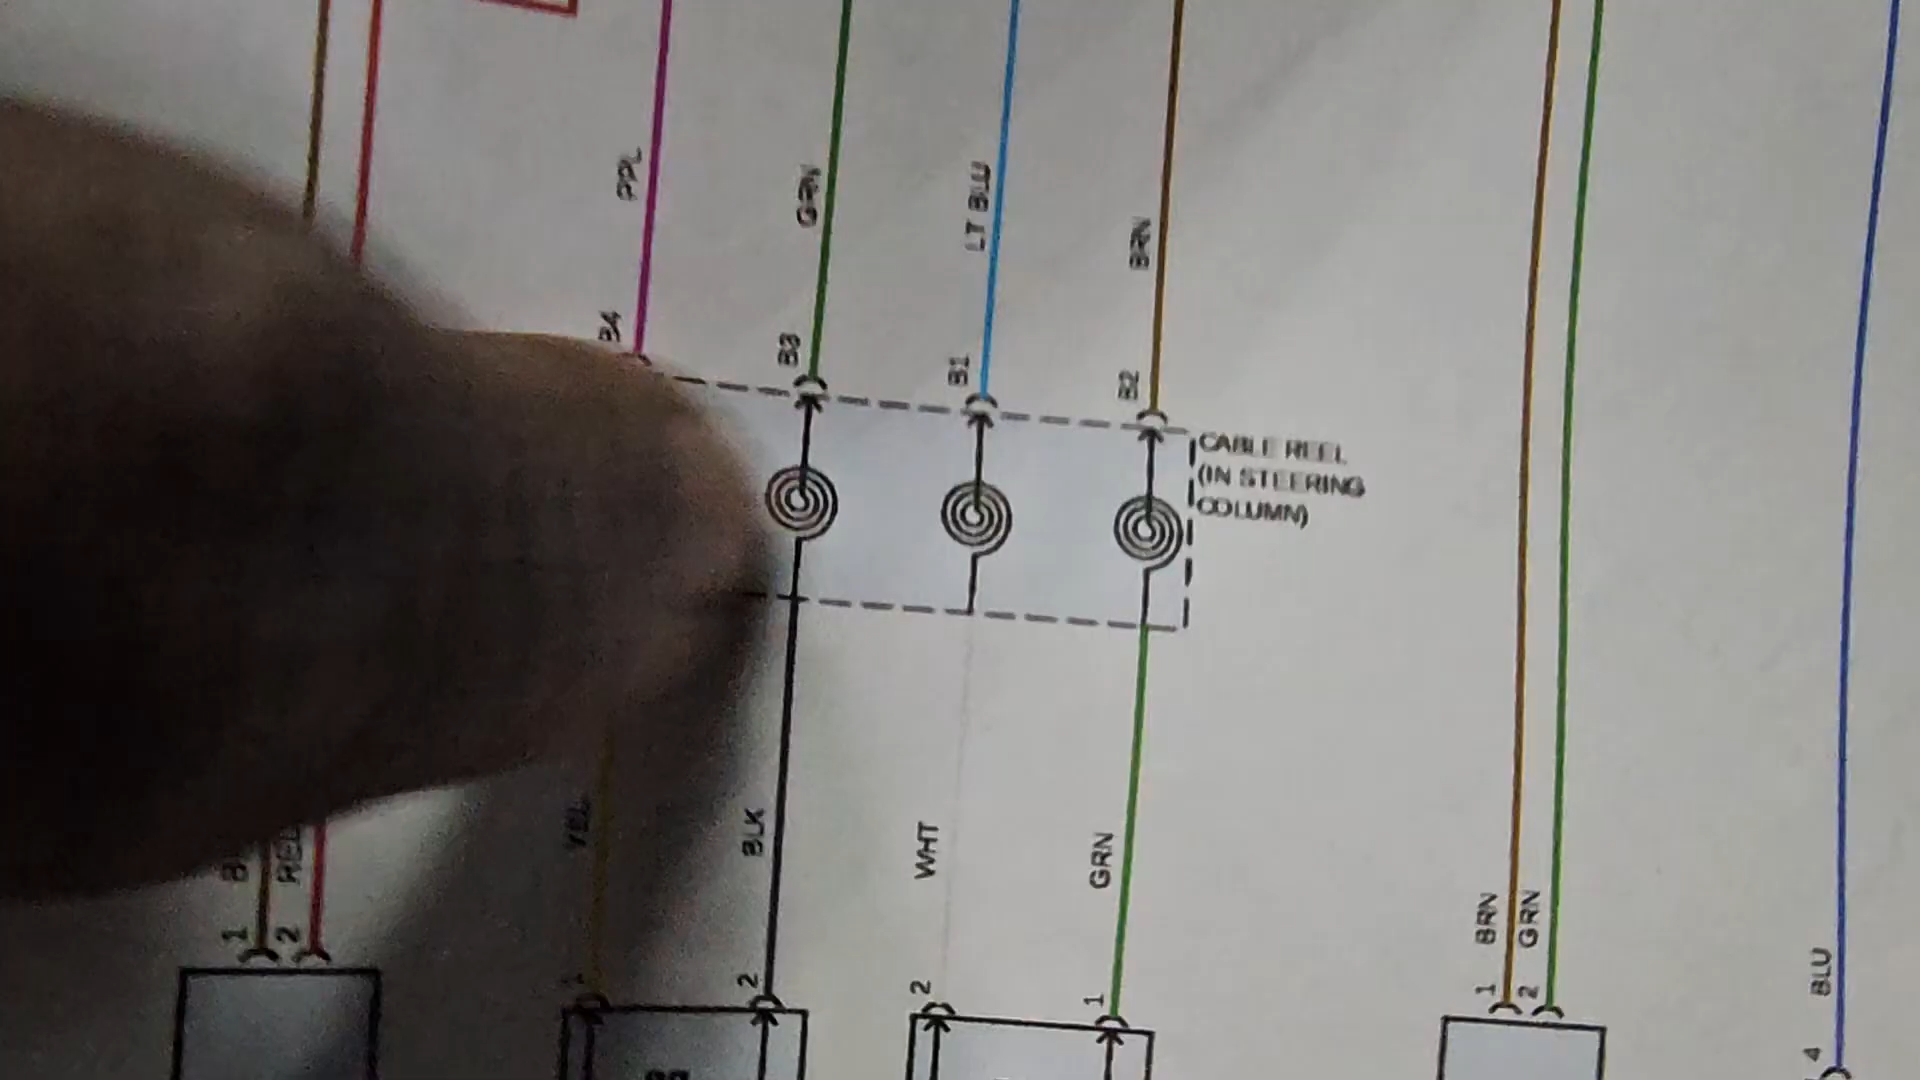 PPL
GRN
LT BLU
BRN
B4
B3
B1
B2
CABLE REEL
(IN STEERING
COLUMN)
RED
YEL
BLK
WHT
GRN
BRN
GRN
BLU
1
2
1
2
2
1
1
2
4